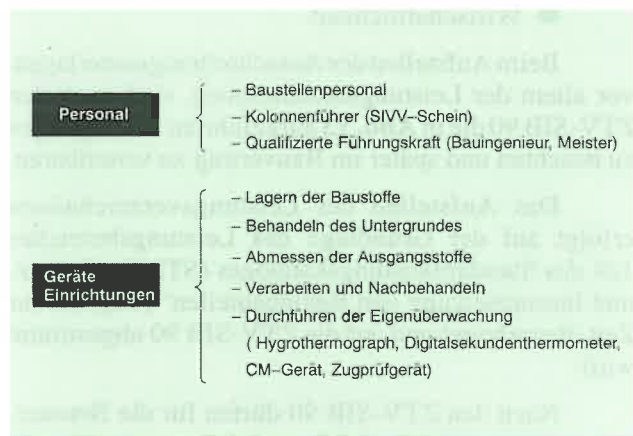 Personal
– Baustellenpersonal
– Kolonnenführer (SIVV–Schein)
– Qualifizierte Führungskraft (Bauingenieur, Meister)
Geräte
Einrichtungen
– Lagern der Baustoffe
– Behandeln des Untergrundes
– Abmessen der Ausgangsstoffe
– Verarbeiten und Nachbehandeln
– Durchführen der Eigenüberwachung
( Hygrothermograph, Digitalsekundenthermometer,
CM–Gerät, Zugprüfgerät)